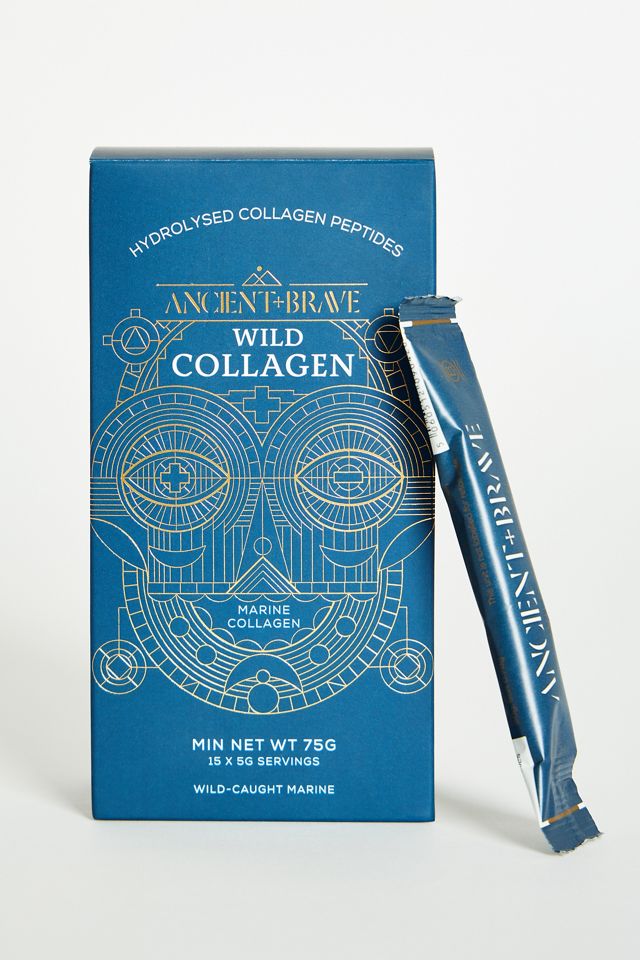 HYDROLYSED COLLAGEN PEPTIDES
ANCIENT+BRAVE
WILD
COLLAGEN
MARINE
COLLAGEN
MIN NET WT 75G
15 X 5G SERVINGS
WILD-CAUGHT MARINE
ANCIENT+BRAVE